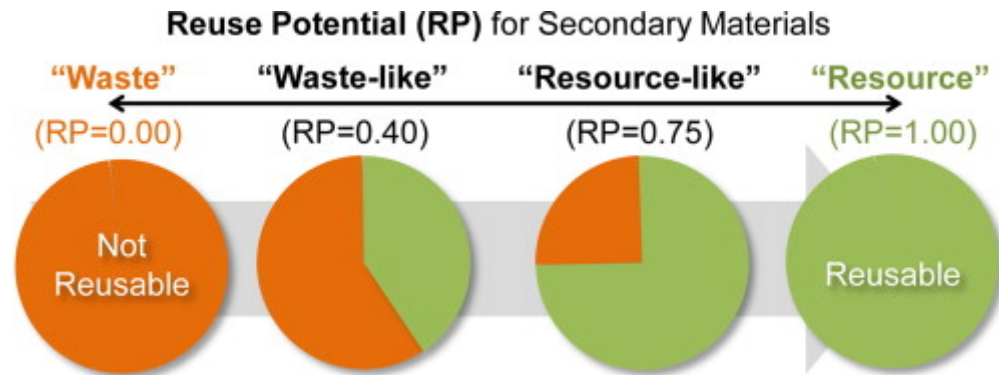 Reuse Potential (RP) for Secondary Materials
“Waste” “Waste-like” “Resource-like” “Resource”
(RP=0.00) (RP=0.40) (RP=0.75) (RP=1.00)
Not
Reusable
Reusable